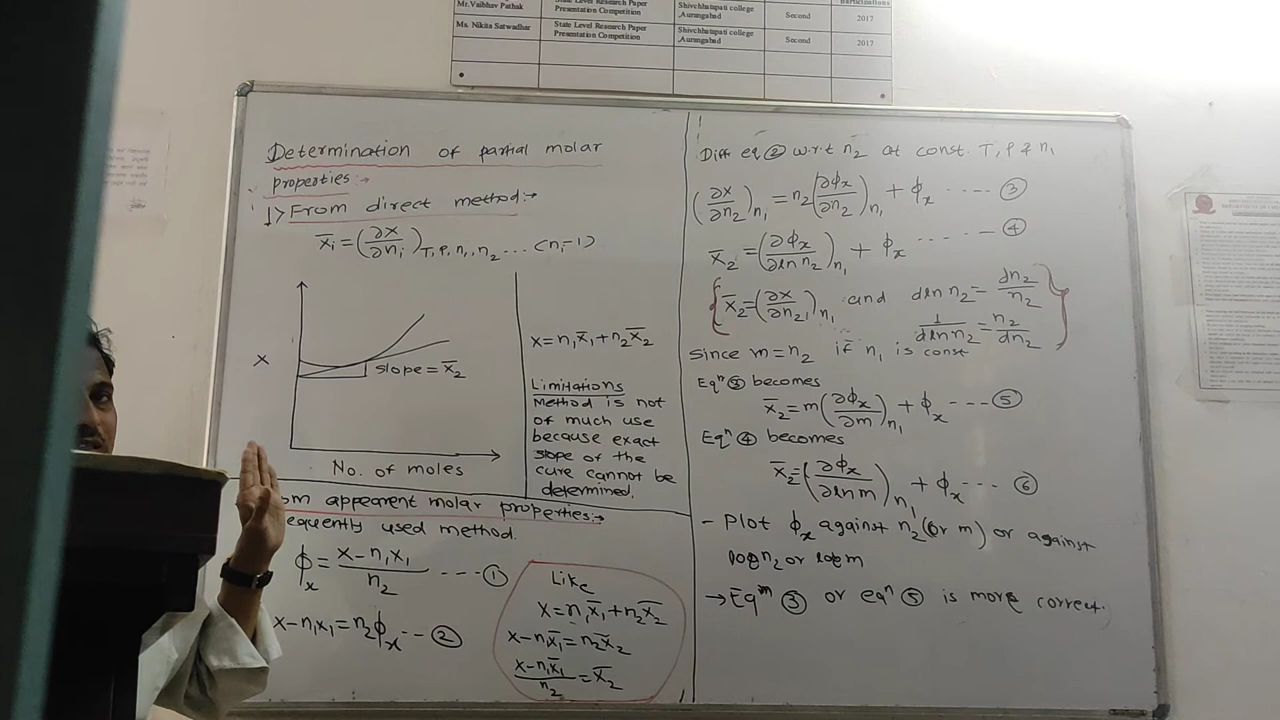 Mr.Vaibhav Pathak State Level Research Paper Presentation Competition Shivchhatapati college ,Aurangabad Second 2017
Ms. Nikita Satwadhar State Level Research Paper Presentation Competition Shivchhatapati college ,Aurangabad Second 2017
Determination of partial molar
properties :→
1) From direct method:→
x̄i = (∂x/∂ni)T, P, n1, n2 ... (ni-1)
x
slope = x̄2
No. of moles
x = n1x̄1 + n2x̄2
Limitations
Method is not
of much use
because exact
slope of the
cure cannot be
determined.
om appearent molar properties:→
equently used method.
ϕx = x-n1x1/n2 ---- ①
x-n1x1 = n2ϕx -- ②
Like
x = n1x̄1 + n2x̄2
x-n1x̄1 = n2x̄2
x-n1x̄1/n2 = x̄2
Diff eq ② w.r.t n2 at const. T, P & n1
(∂x/∂n2)n1 = n2(∂ϕx/∂n2)n1 + ϕx ---- ③
x̄2 = (∂ϕx/∂ln n2)n1 + ϕx ------ ④
{x̄2 = (∂x/∂n2)n1 and dln n2 = dn2/n2
1/dln n2 = n2/dn2}
since m = n2 if n1 is const
Eqn ③ becomes
x̄2 = m(∂ϕx/∂m)n1 + ϕx ---- ⑤
Eqn ④ becomes
x̄2 = (∂ϕx/∂ln m)n1 + ϕx --- ⑥
- Plot ϕx against n2 (or m) or against
log n2 or log m
→ Eqn ③ or eqn ⑤ is more correct.